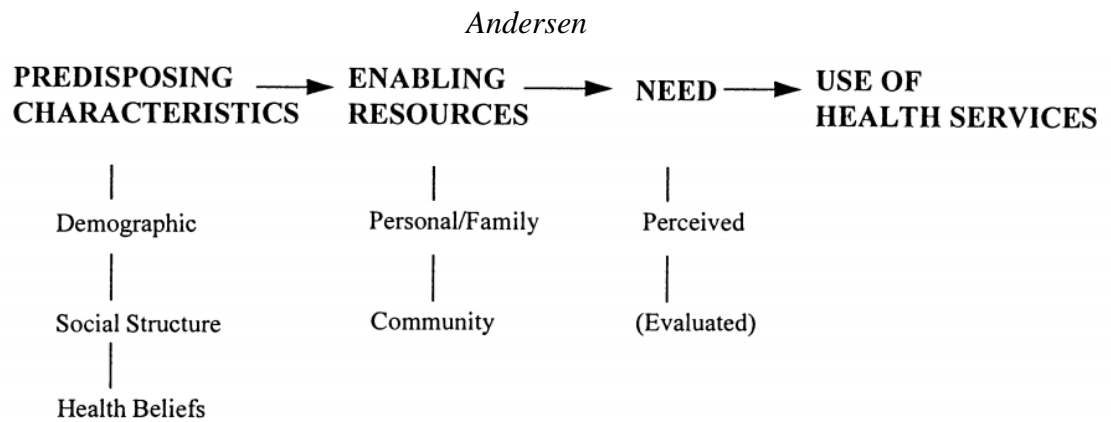 Andersen
PREDISPOSING
CHARACTERISTICS
ENABLING
RESOURCES
NEED
USE OF
HEALTH SERVICES
Demographic
Personal/Family
Perceived
Social Structure
Community
(Evaluated)
Health Beliefs